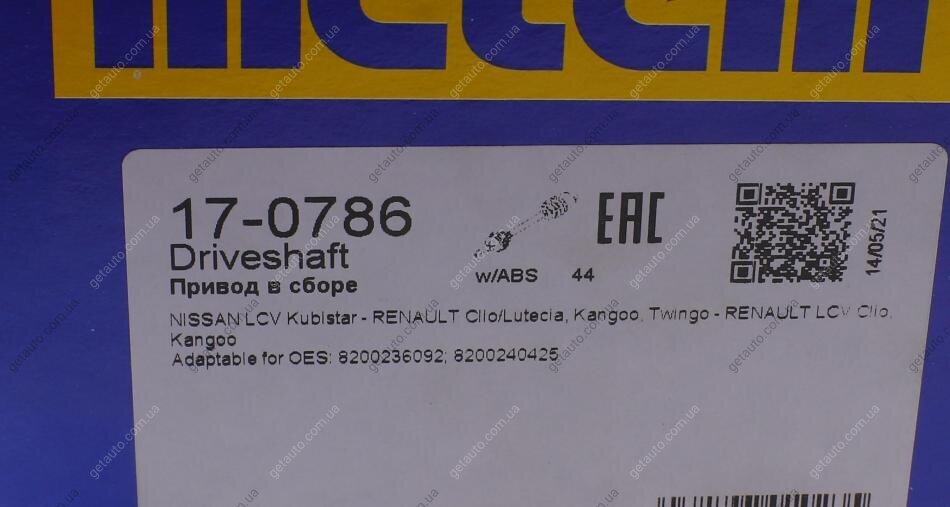 metelli
17-0786
Driveshaft
Привод в сборе
w/ABS 44
EAC
14/05/21
NISSAN LCV Kubistar - RENAULT Clio/Lutecia, Kangoo, Twingo - RENAULT LCV Clio,
Kangoo
Adaptable for OES: 8200236092; 8200240425
getauto.com.ua